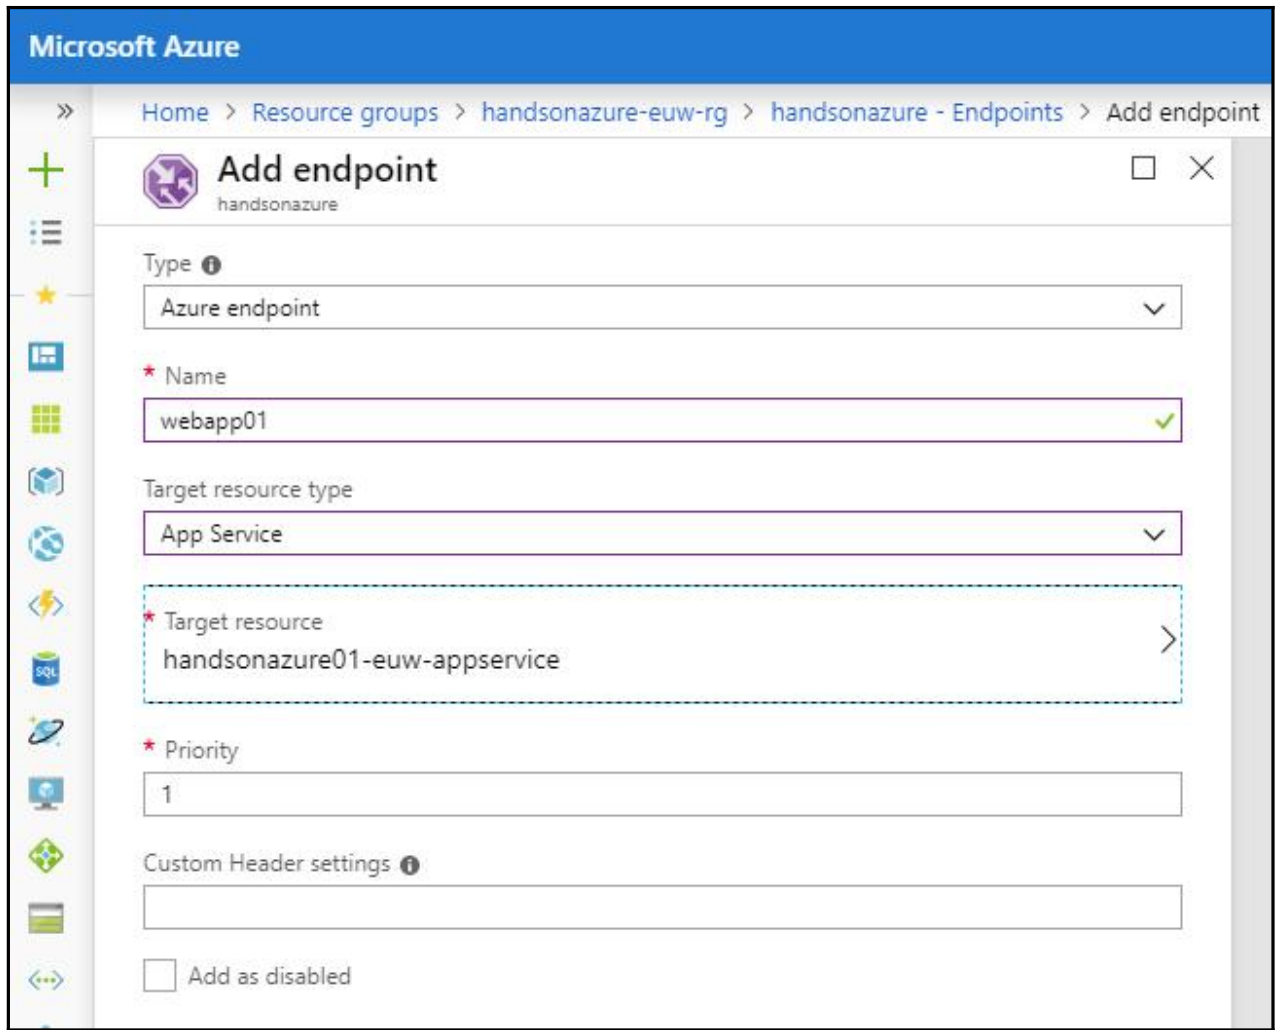 Microsoft Azure
» Home > Resource groups > handsonazure-euw-rg > handsonazure - Endpoints > Add endpoint
Add endpoint
handsonazure
Type
Azure endpoint
* Name
webapp01
Target resource type
App Service
* Target resource
handsonazure01-euw-appservice
* Priority
1
Custom Header settings
Add as disabled
SQL